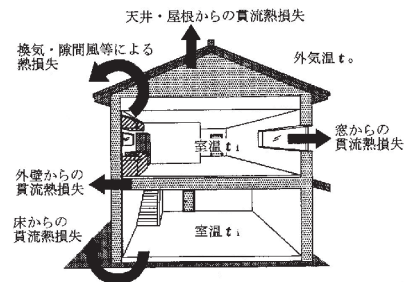 天井・屋根からの貫流熱損失
換気・隙間風等による
熱損失
外気温 t。
窓からの
貫流熱損失
室温 t i
外壁からの
貫流熱損失
床からの
貫流熱損失
室温 t i